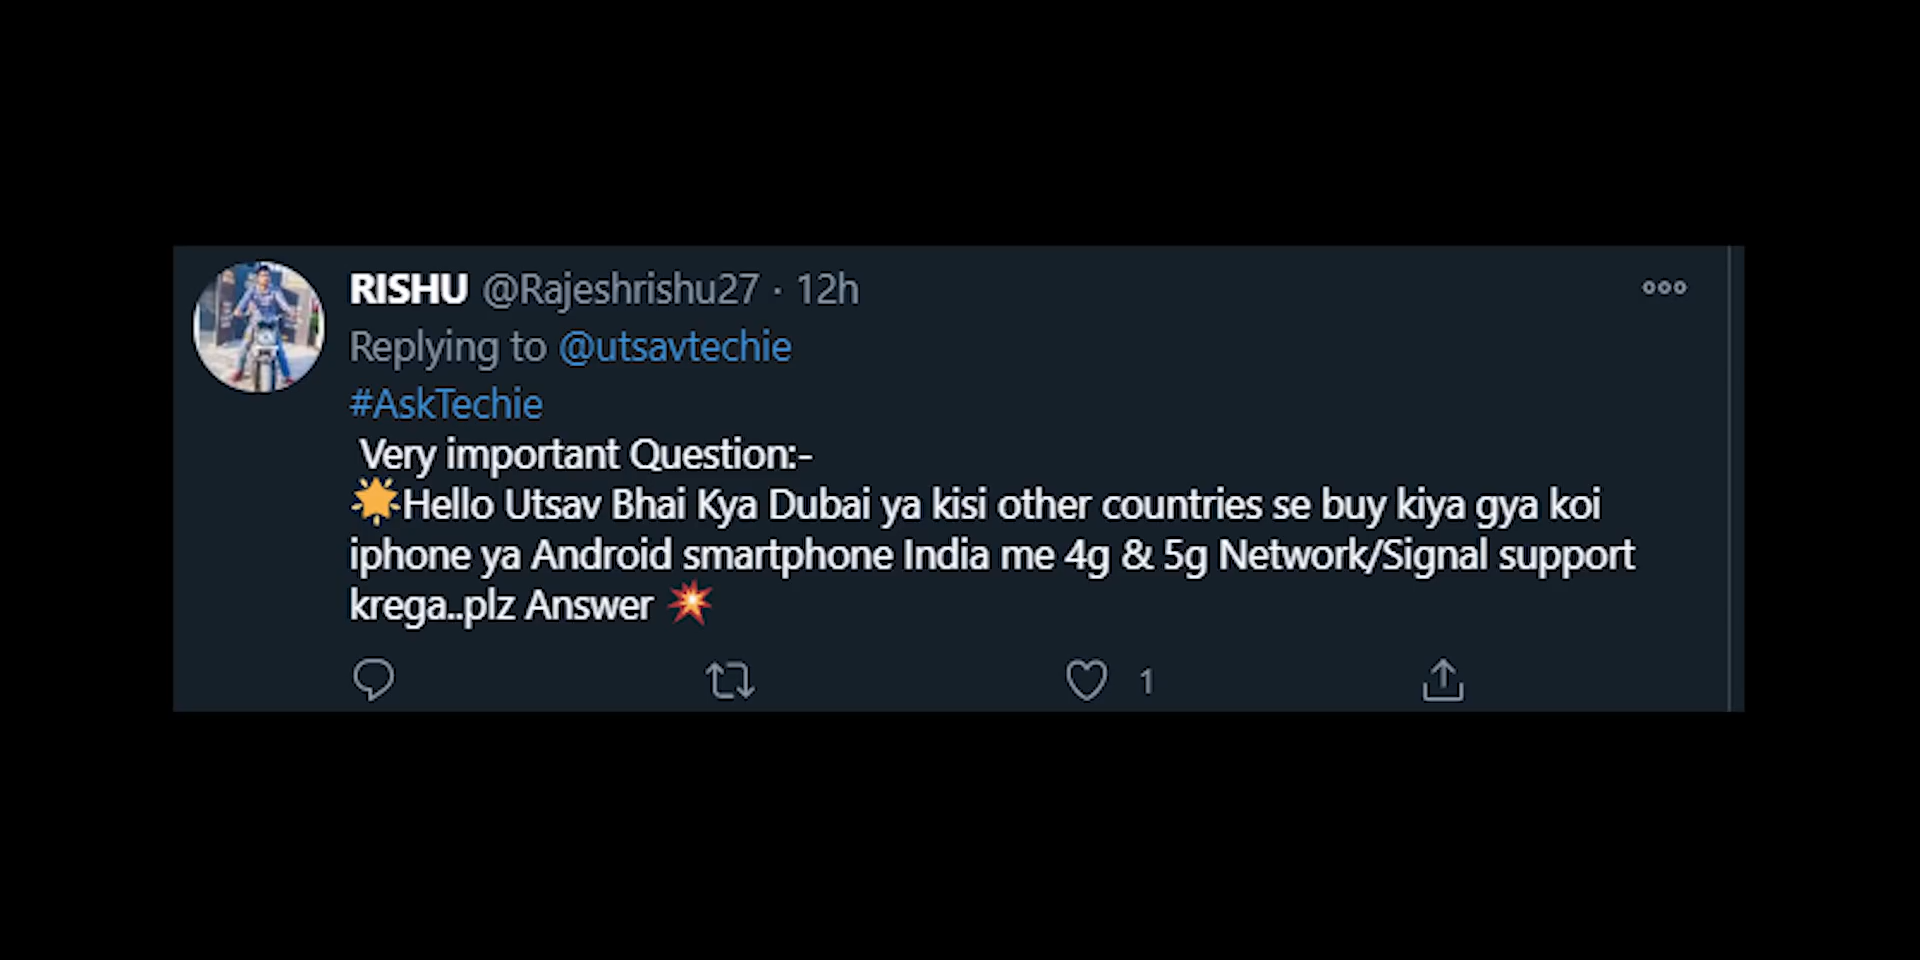 RISHU @Rajeshrishu27 · 12h
Replying to @utsavtechie
#AskTechie
Very important Question:-
🌟Hello Utsav Bhai Kya Dubai ya kisi other countries se buy kiya gya koi
iphone ya Android smartphone India me 4g & 5g Network/Signal support
krega..plz Answer 💥
1